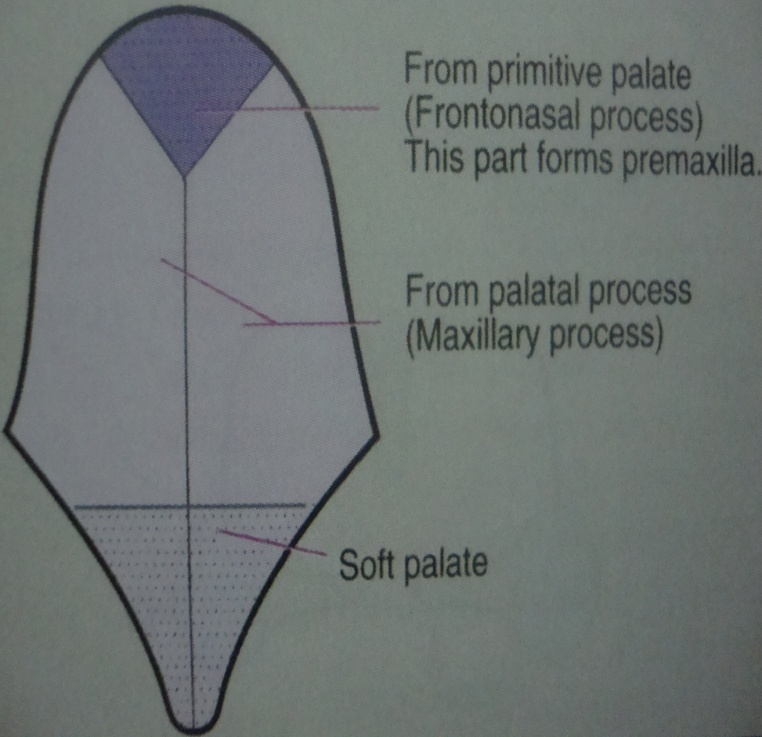 From primitive palate
(Frontonasal process)
This part forms premaxilla.
From palatal process
(Maxillary process)
Soft palate